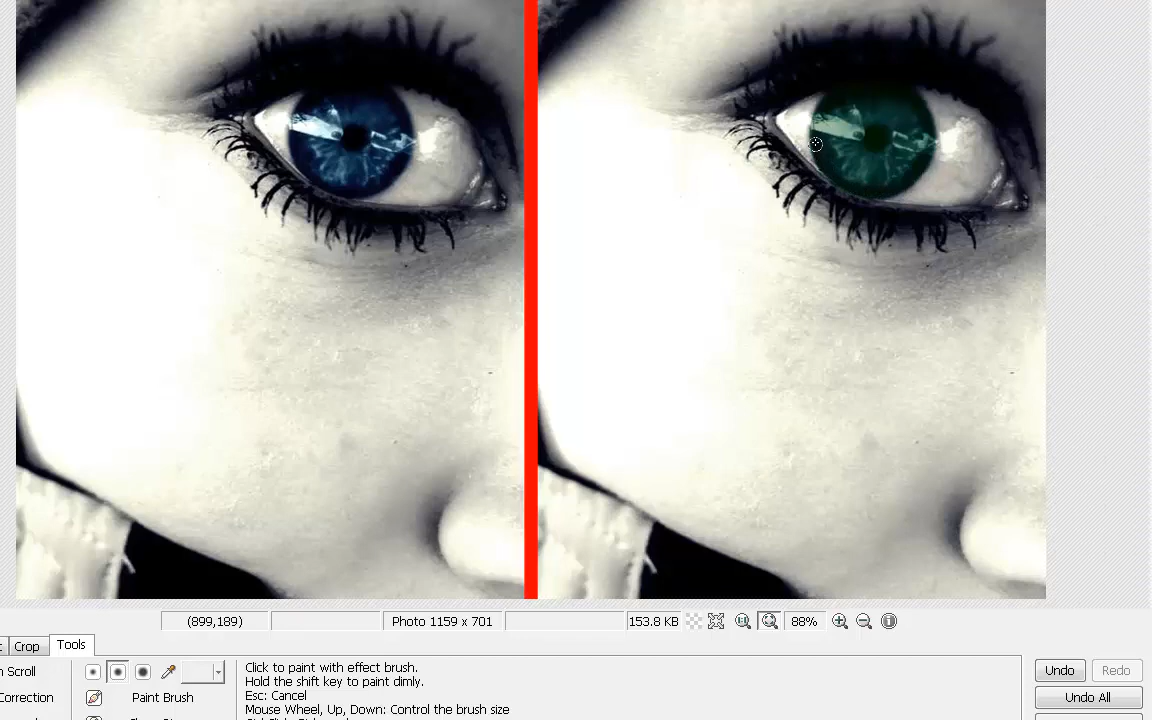 (899,189)
Photo 1159 x 701
153.8 KB
88%
Crop
Tools
Scroll
Correction
Paint Brush
Click to paint with effect brush.
Hold the shift key to paint dimly.
Esc: Cancel
Mouse Wheel, Up, Down: Control the brush size
Undo
Redo
Undo All